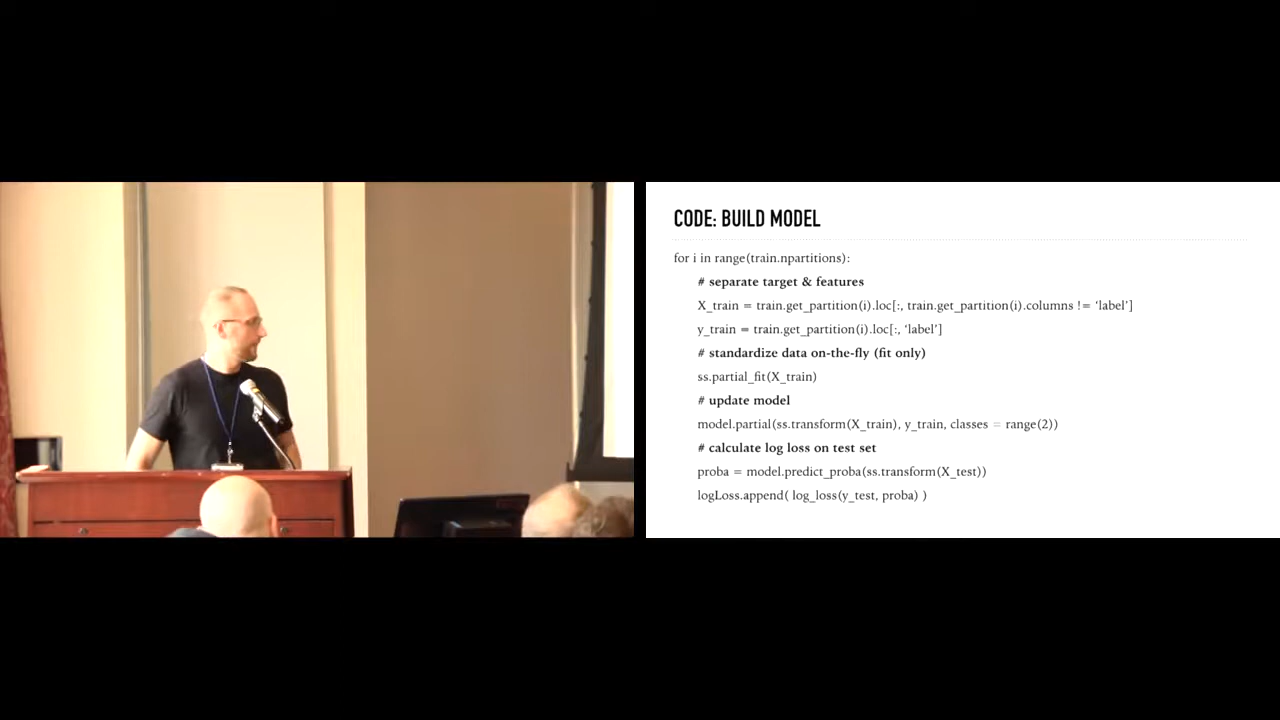 CODE: BUILD MODEL
for i in range(train.npartitions):
# separate target & features
X_train = train.get_partition(i).loc[:, train.get_partition(i).columns != ‘label’]
y_train = train.get_partition(i).loc[:, ‘label’]
# standardize data on-the-fly (fit only)
ss.partial_fit(X_train)
# update model
model.partial(ss.transform(X_train), y_train, classes = range(2))
# calculate log loss on test set
proba = model.predict_proba(ss.transform(X_test))
logLoss.append( log_loss(y_test, proba) )